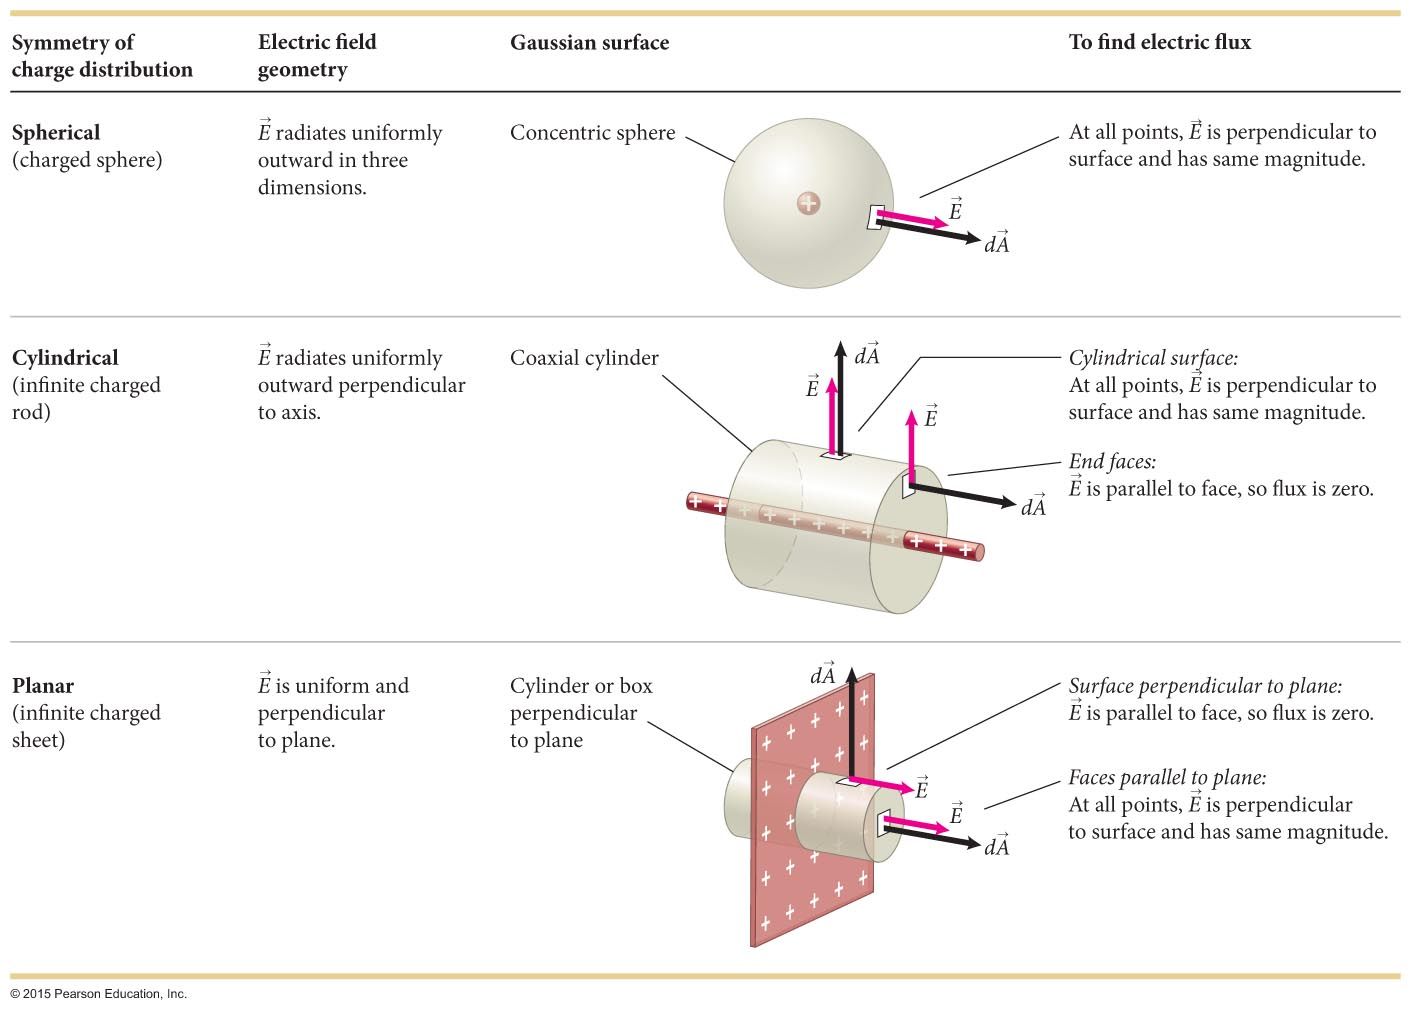 Symmetry of
charge distribution
Electric field
geometry
Gaussian surface
To find electric flux
Spherical
(charged sphere)
E⃗ radiates uniformly
outward in three
dimensions.
Concentric sphere
+
E⃗
dA⃗
At all points, E⃗ is perpendicular to
surface and has same magnitude.
Cylindrical
(infinite charged
rod)
E⃗ radiates uniformly
outward perpendicular
to axis.
Coaxial cylinder
dA⃗
E⃗
E⃗
dA⃗
+ + + + + + + + + + + +
Cylindrical surface:
At all points, E⃗ is perpendicular to
surface and has same magnitude.
End faces:
E⃗ is parallel to face, so flux is zero.
Planar
(infinite charged
sheet)
E⃗ is uniform and
perpendicular
to plane.
Cylinder or box
perpendicular
to plane
dA⃗
E⃗
E⃗
dA⃗
Surface perpendicular to plane:
E⃗ is parallel to face, so flux is zero.
Faces parallel to plane:
At all points, E⃗ is perpendicular
to surface and has same magnitude.
© 2015 Pearson Education, Inc.